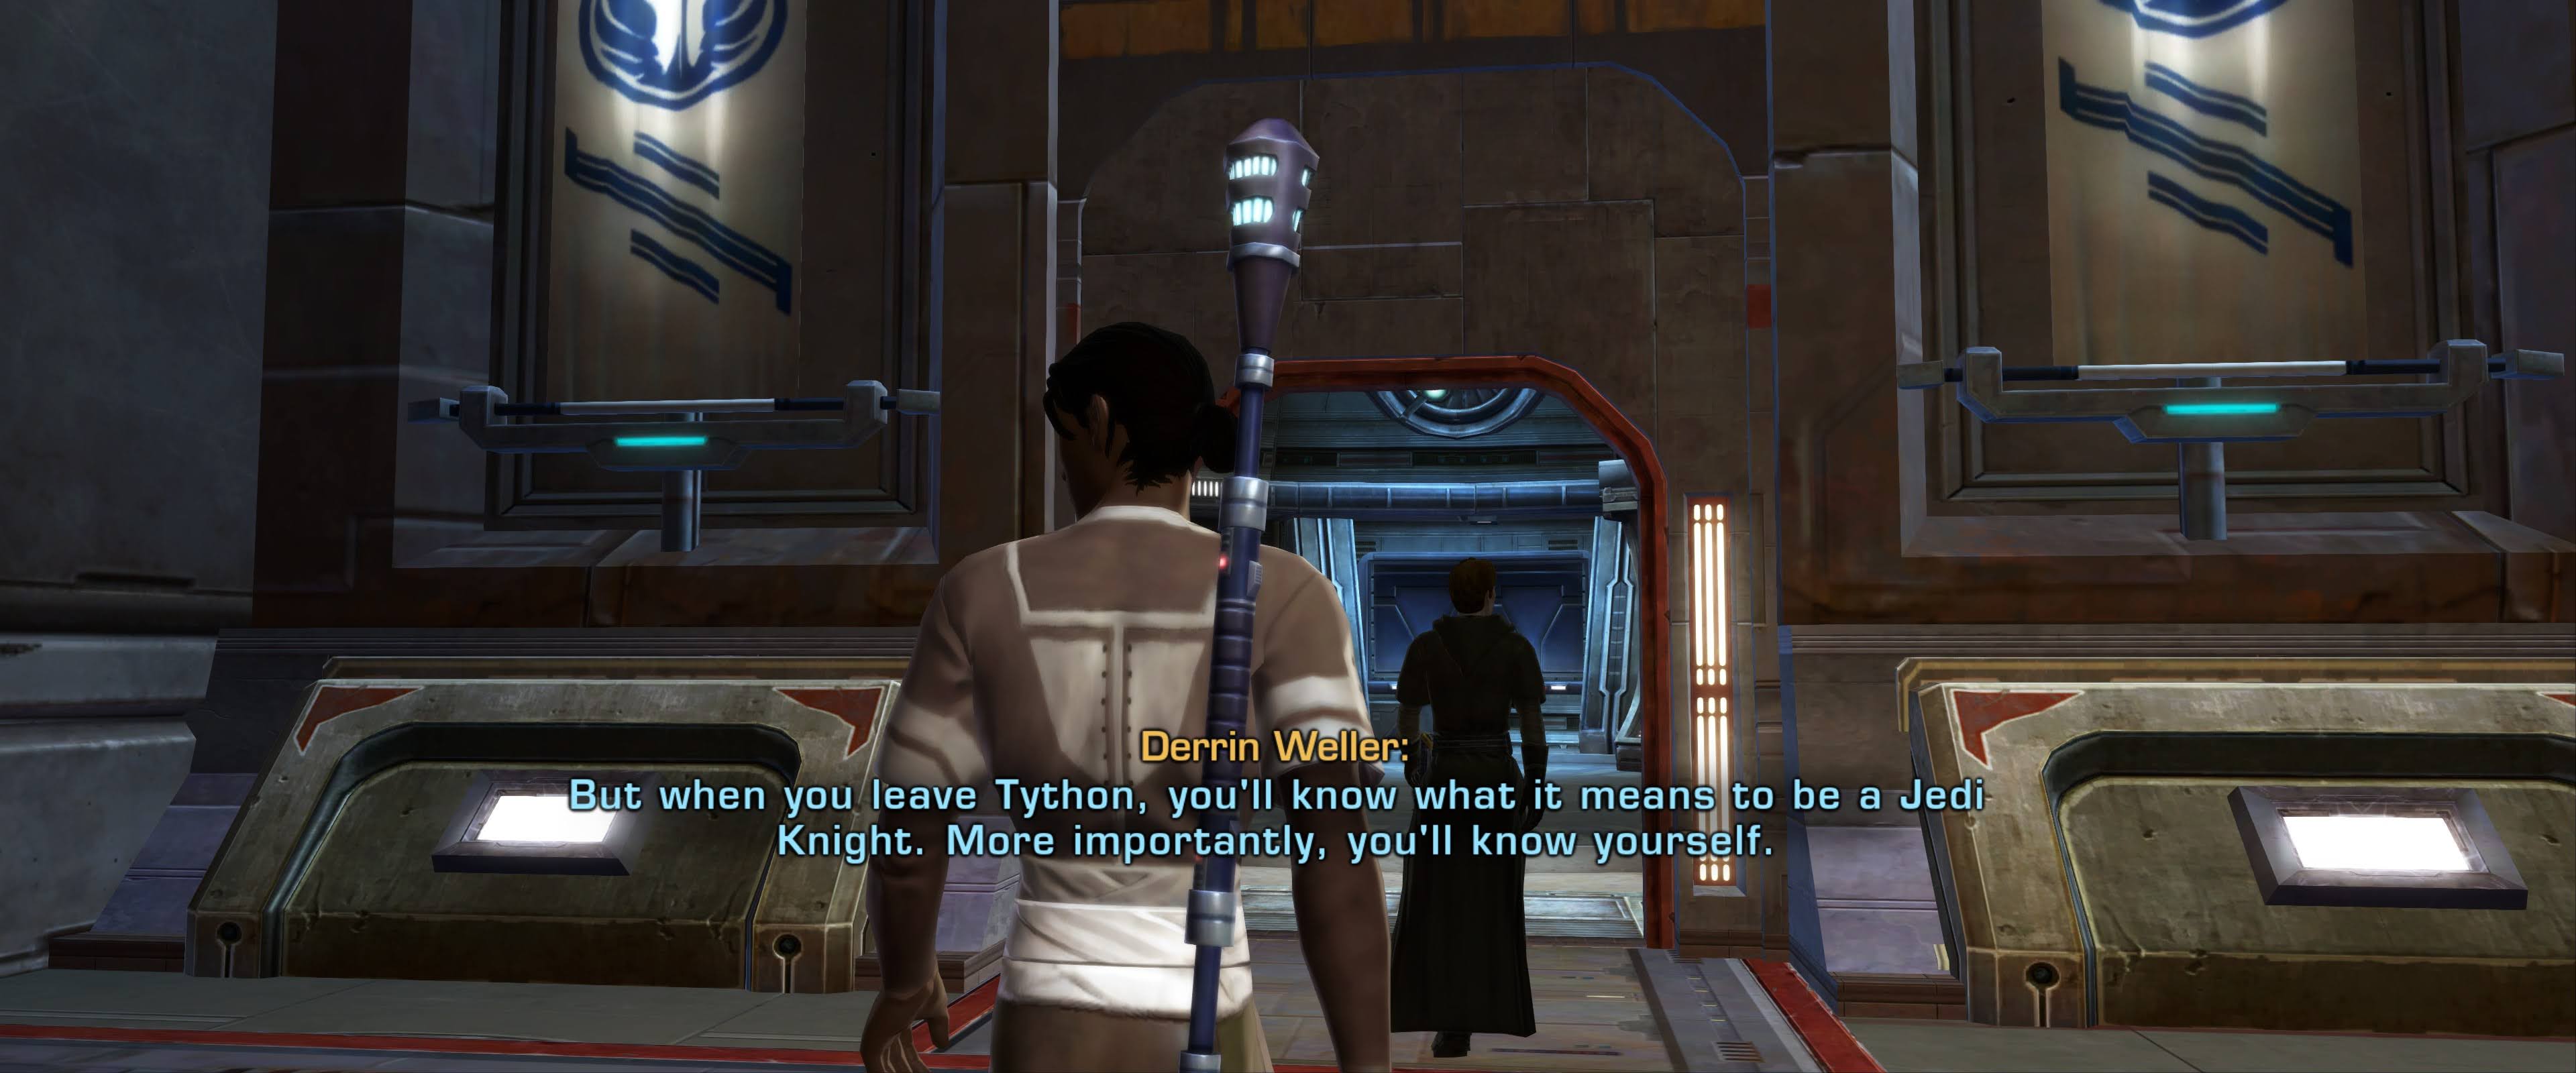 Derrin Weller:
But when you leave Tython, you'll know what it means to be a Jedi
Knight. More importantly, you'll know yourself.